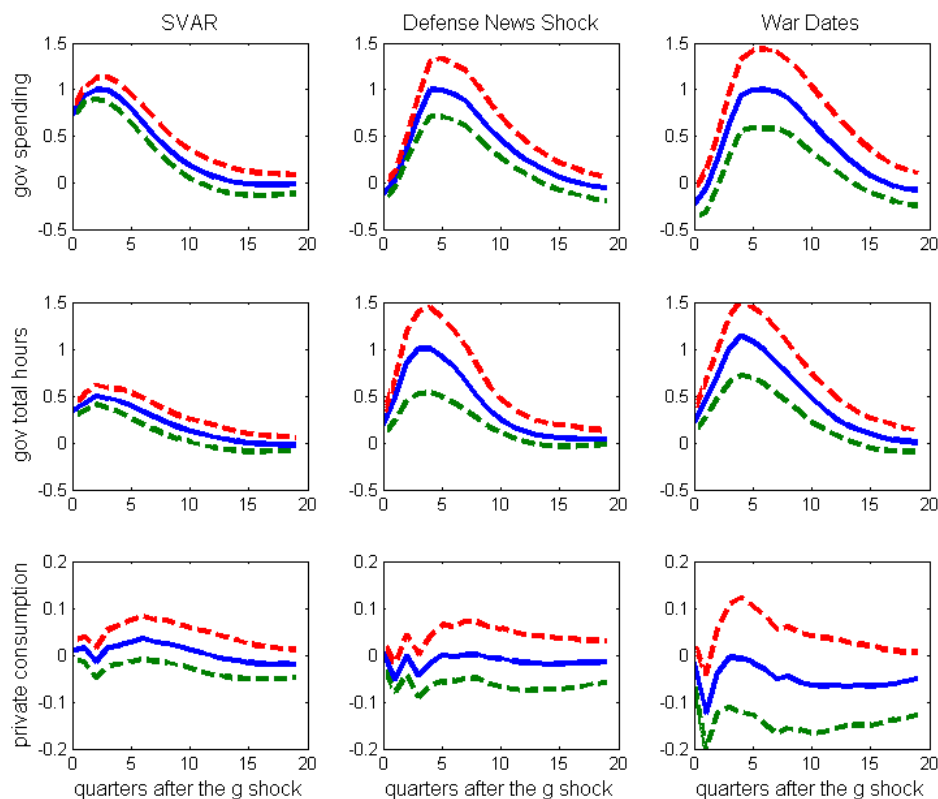 SVAR Defense News Shock War Dates
gov spending
1.5 1.5 1.5
1 1 1
0.5 0.5 0.5
0 0 0
-0.5 -0.5 -0.5
0 5 10 15 20 0 5 10 15 20 0 5 10 15 20
gov total hours
1.5 1.5 1.5
1 1 1
0.5 0.5 0.5
0 0 0
-0.5 -0.5 -0.5
0 5 10 15 20 0 5 10 15 20 0 5 10 15 20
private consumption
0.2 0.2 0.2
0.1 0.1 0.1
0 0 0
-0.1 -0.1 -0.1
-0.2 -0.2 -0.2
0 5 10 15 20 0 5 10 15 20 0 5 10 15 20
quarters after the g shock quarters after the g shock quarters after the g shock